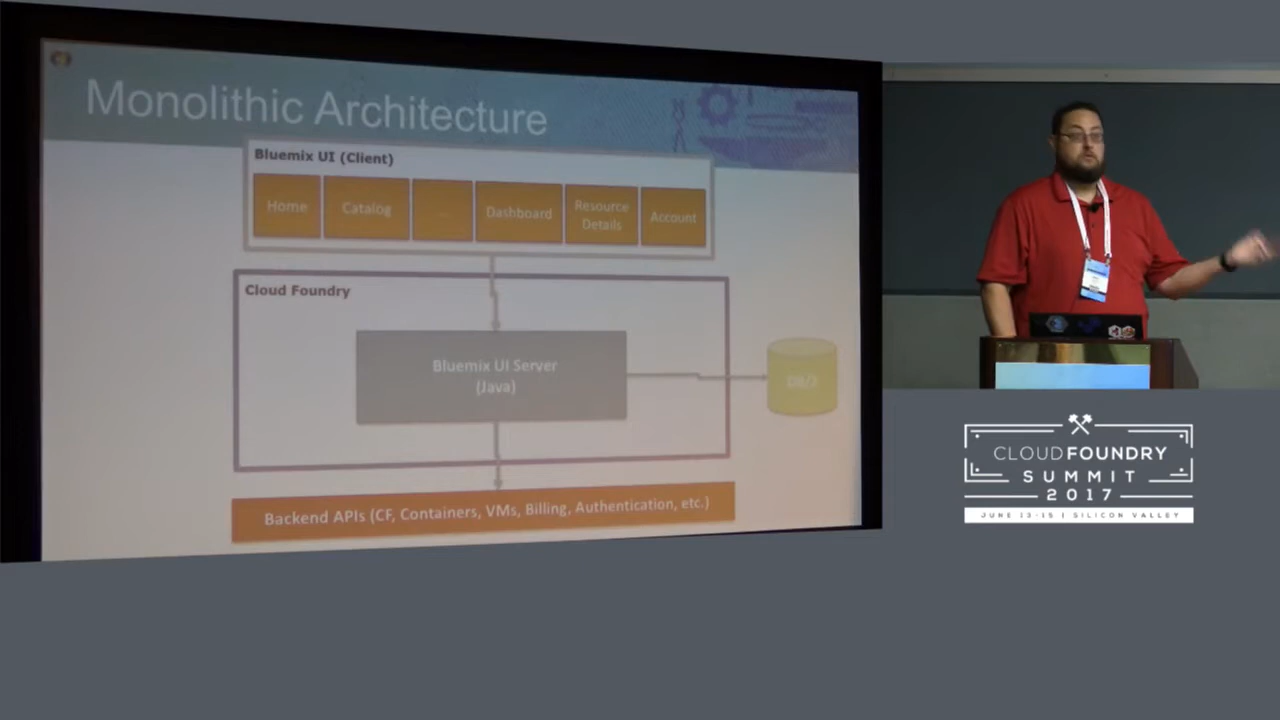 Monolithic Architecture
Bluemix UI (Client)
Home
Catalog
...
Dashboard
Resource
Details
Account
Cloud Foundry
Bluemix UI Server
(Java)
DB/2
Backend APIs (CF, Containers, VMs, Billing, Authentication, etc.)
CLOUD FOUNDRY
SUMMIT
2017
JUNE 13-15 | SILICON VALLEY